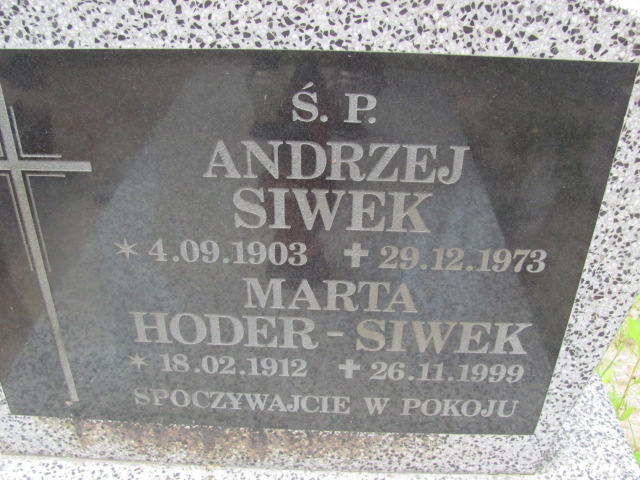 Ś. P.
ANDRZEJ
SIWEK
* 4.09.1903 ✝ 29.12.1973
MARTA
HODER - SIWEK
* 18.02.1912 ✝ 26.11.1999
SPOCZYWAJCIE W POKOJU